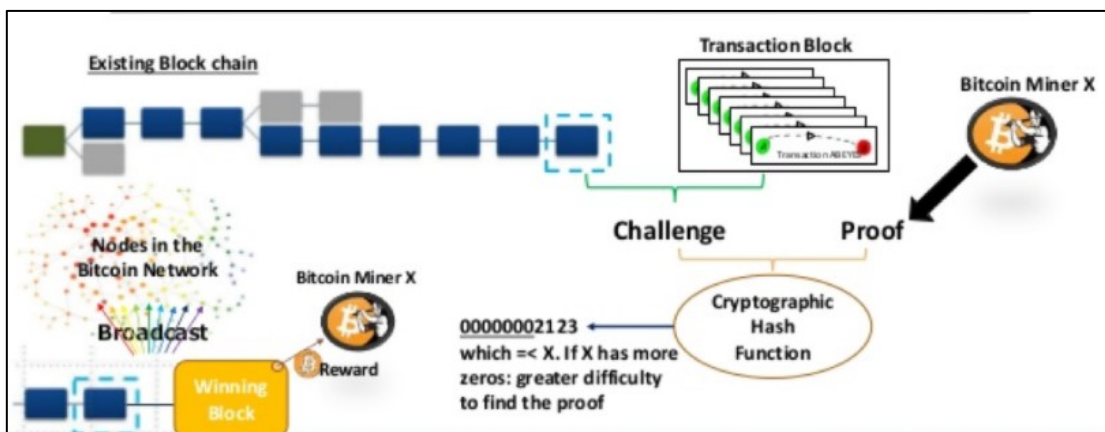 Existing Block chain
Transaction Block
Bitcoin Miner X
Transaction
Challenge
Proof
Nodes in the
Bitcoin Network
Broadcast
Bitcoin Miner X
Reward
Winning
Block
Cryptographic
Hash
Function
00000002123
which =< X. If X has more
zeros: greater difficulty
to find the proof